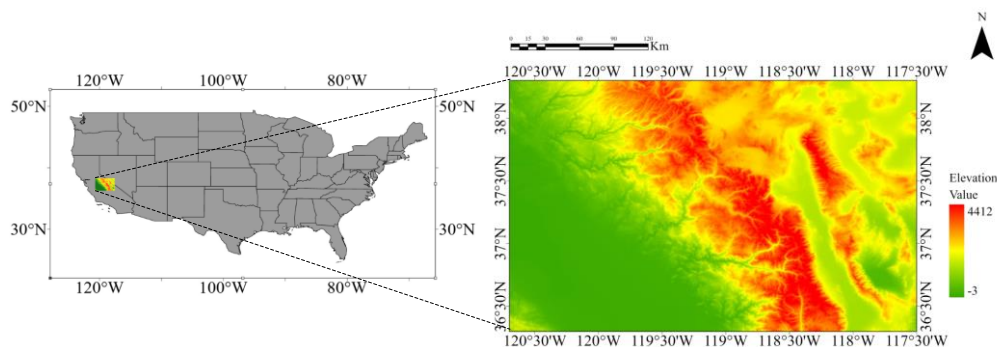 N
0 15 30 60 90 120
Km
120°W 100°W 80°W
50°N 50°N
30°N 30°N
120°W 100°W 80°W
120°30'W 120°W 119°30'W 119°W 118°30'W 118°W 117°30'W
38°N 38°N
37°30'N 37°30'N
37°N 37°N
36°30'N 36°30'N
120°30'W 120°W 119°30'W 119°W 118°30'W 118°W 117°30'W
Elevation
Value
4412
-3